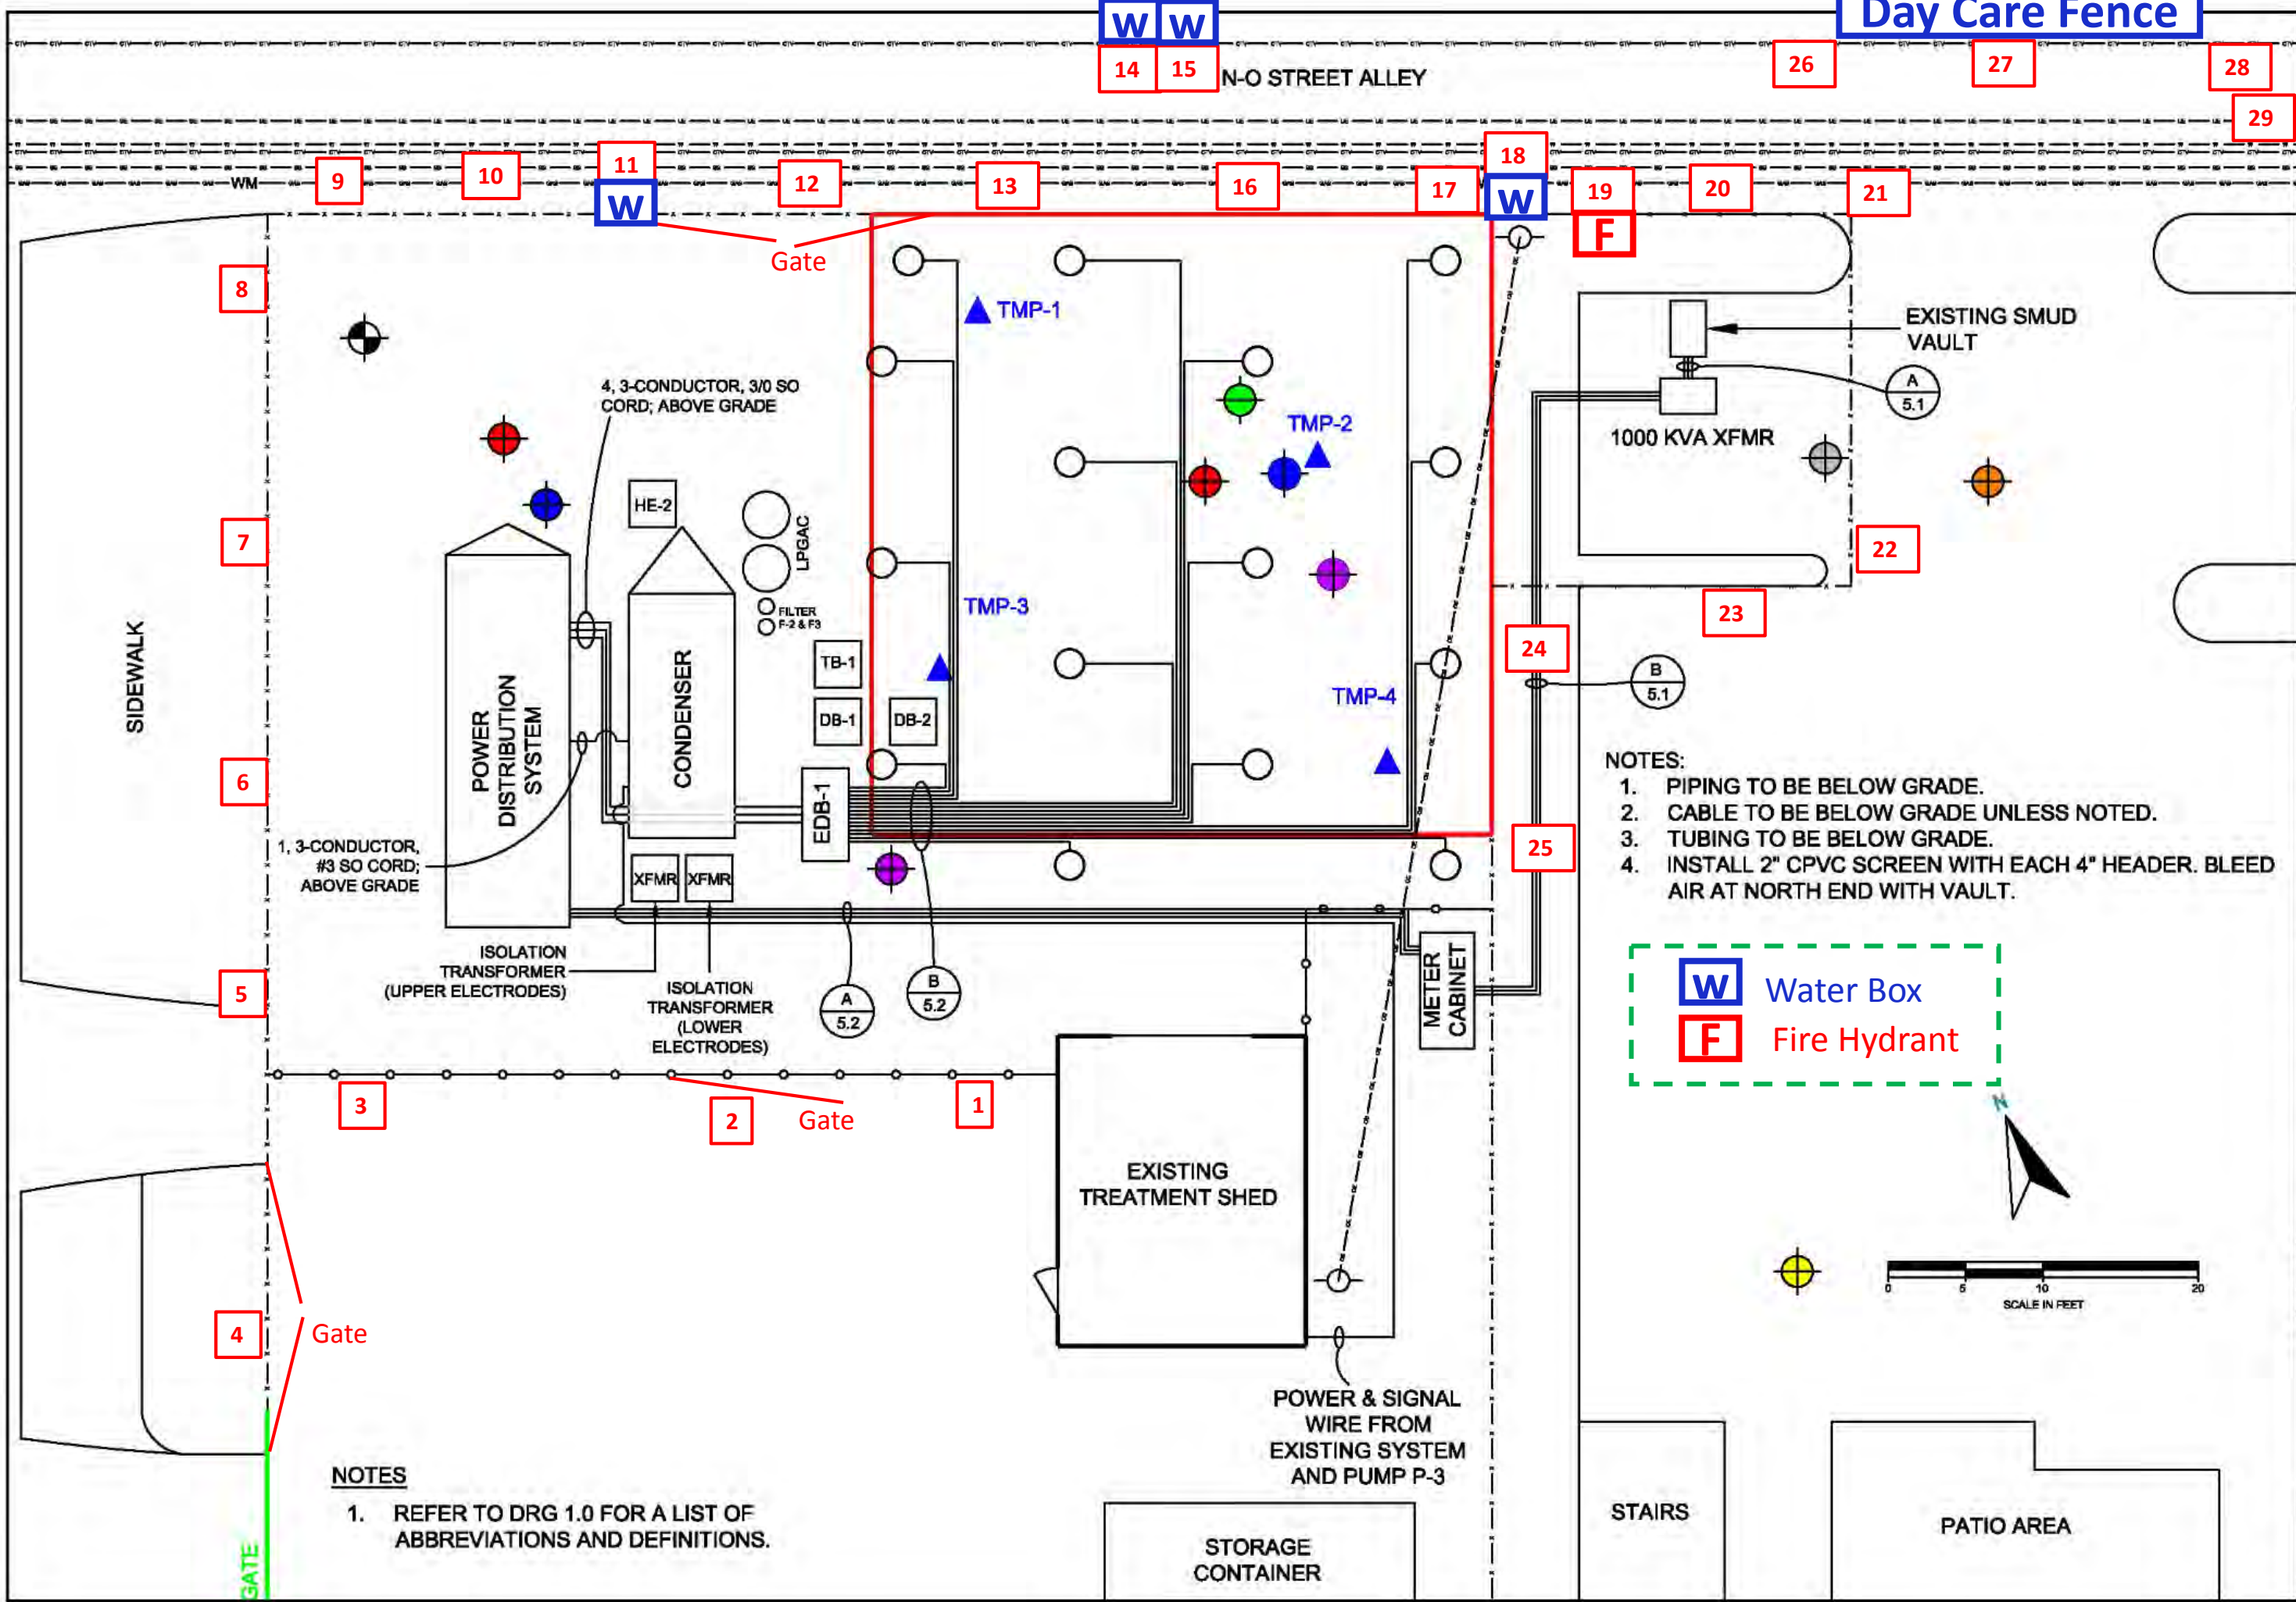 W W
Day Care Fence
14 15
N-O STREET ALLEY
26
27
28
29
WM
9
10
11
W
12
13
16
17
18
W
19
F
20
21
Gate
8
TMP-1
EXISTING SMUD
VAULT
4, 3-CONDUCTOR, 3/0 SO
CORD; ABOVE GRADE
A
5.1
TMP-2
1000 KVA XFMR
HE-2
LPGAC
7
22
FILTER
F-2 & F3
TMP-3
23
SIDEWALK
TB-1
24
B
5.1
CONDENSER
POWER
DISTRIBUTION
SYSTEM
DB-1
DB-2
TMP-4
6
EDB-1
NOTES:
1. PIPING TO BE BELOW GRADE.
2. CABLE TO BE BELOW GRADE UNLESS NOTED.
3. TUBING TO BE BELOW GRADE.
4. INSTALL 2" CPVC SCREEN WITH EACH 4" HEADER. BLEED
AIR AT NORTH END WITH VAULT.
25
1, 3-CONDUCTOR,
#3 SO CORD;
ABOVE GRADE
XFMR XFMR
ISOLATION
TRANSFORMER
(UPPER ELECTRODES)
ISOLATION
TRANSFORMER
(LOWER
ELECTRODES)
A
5.2
B
5.2
METER
CABINET
W Water Box
F Fire Hydrant
5
3
2
Gate
1
N
EXISTING
TREATMENT SHED
0 5 10 20
SCALE IN FEET
4
Gate
POWER & SIGNAL
WIRE FROM
EXISTING SYSTEM
AND PUMP P-3
NOTES
1. REFER TO DRG 1.0 FOR A LIST OF
ABBREVIATIONS AND DEFINITIONS.
GATE
STORAGE
CONTAINER
STAIRS
PATIO AREA